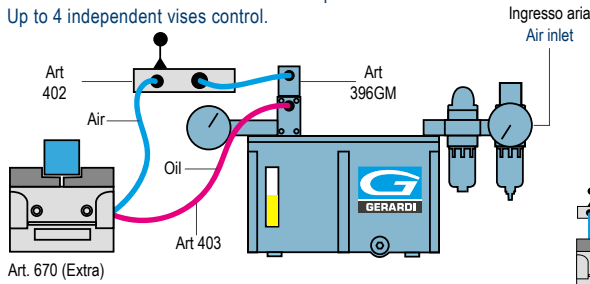 Up to 4 independent vises control.
Ingresso aria
Air inlet
Art
402
Art
396GM
Air
Oil
GERARDI
Art 403
Art. 670 (Extra)